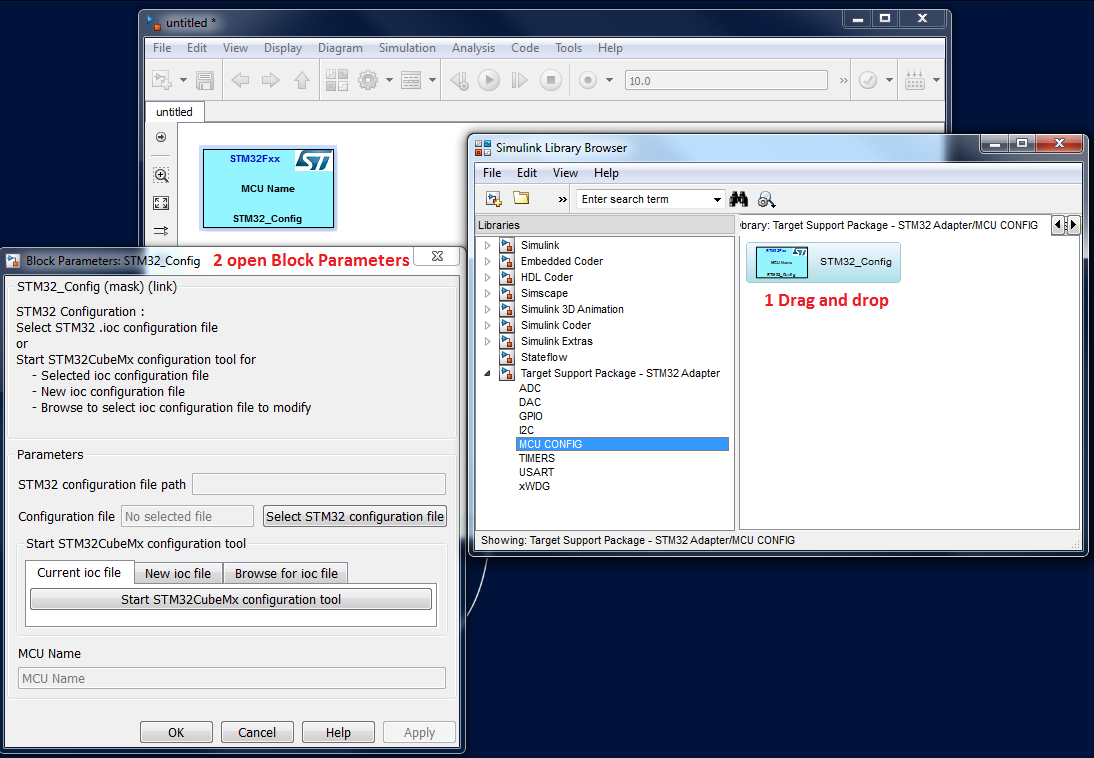 untitled *
File Edit View Display Diagram Simulation Analysis Code Tools Help
10.0
»
untitled
STM32Fxx ST
MCU Name
STM32_Config
Simulink Library Browser
File Edit View Help
» Enter search term
Libraries
Simulink
Embedded Coder
HDL Coder
Simscape
Simulink 3D Animation
Simulink Coder
Simulink Extras
Stateflow
Target Support Package - STM32 Adapter
ADC
DAC
GPIO
I2C
MCU CONFIG
TIMERS
USART
xWDG
brary: Target Support Package - STM32 Adapter/MCU CONFIG
STM32Fxx ST
MCU Name
STM32_Config
STM32_Config
1 Drag and drop
Showing: Target Support Package - STM32 Adapter/MCU CONFIG
Block Parameters: STM32_Config
2 open Block Parameters
STM32_Config (mask) (link)
STM32 Configuration :
Select STM32 .ioc configuration file
or
Start STM32CubeMx configuration tool for
- Selected ioc configuration file
- New ioc configuration file
- Browse to select ioc configuration file to modify
Parameters
STM32 configuration file path
Configuration file No selected file Select STM32 configuration file
Start STM32CubeMx configuration tool
Current ioc file New ioc file Browse for ioc file
Start STM32CubeMx configuration tool
MCU Name
MCU Name
OK Cancel Help Apply